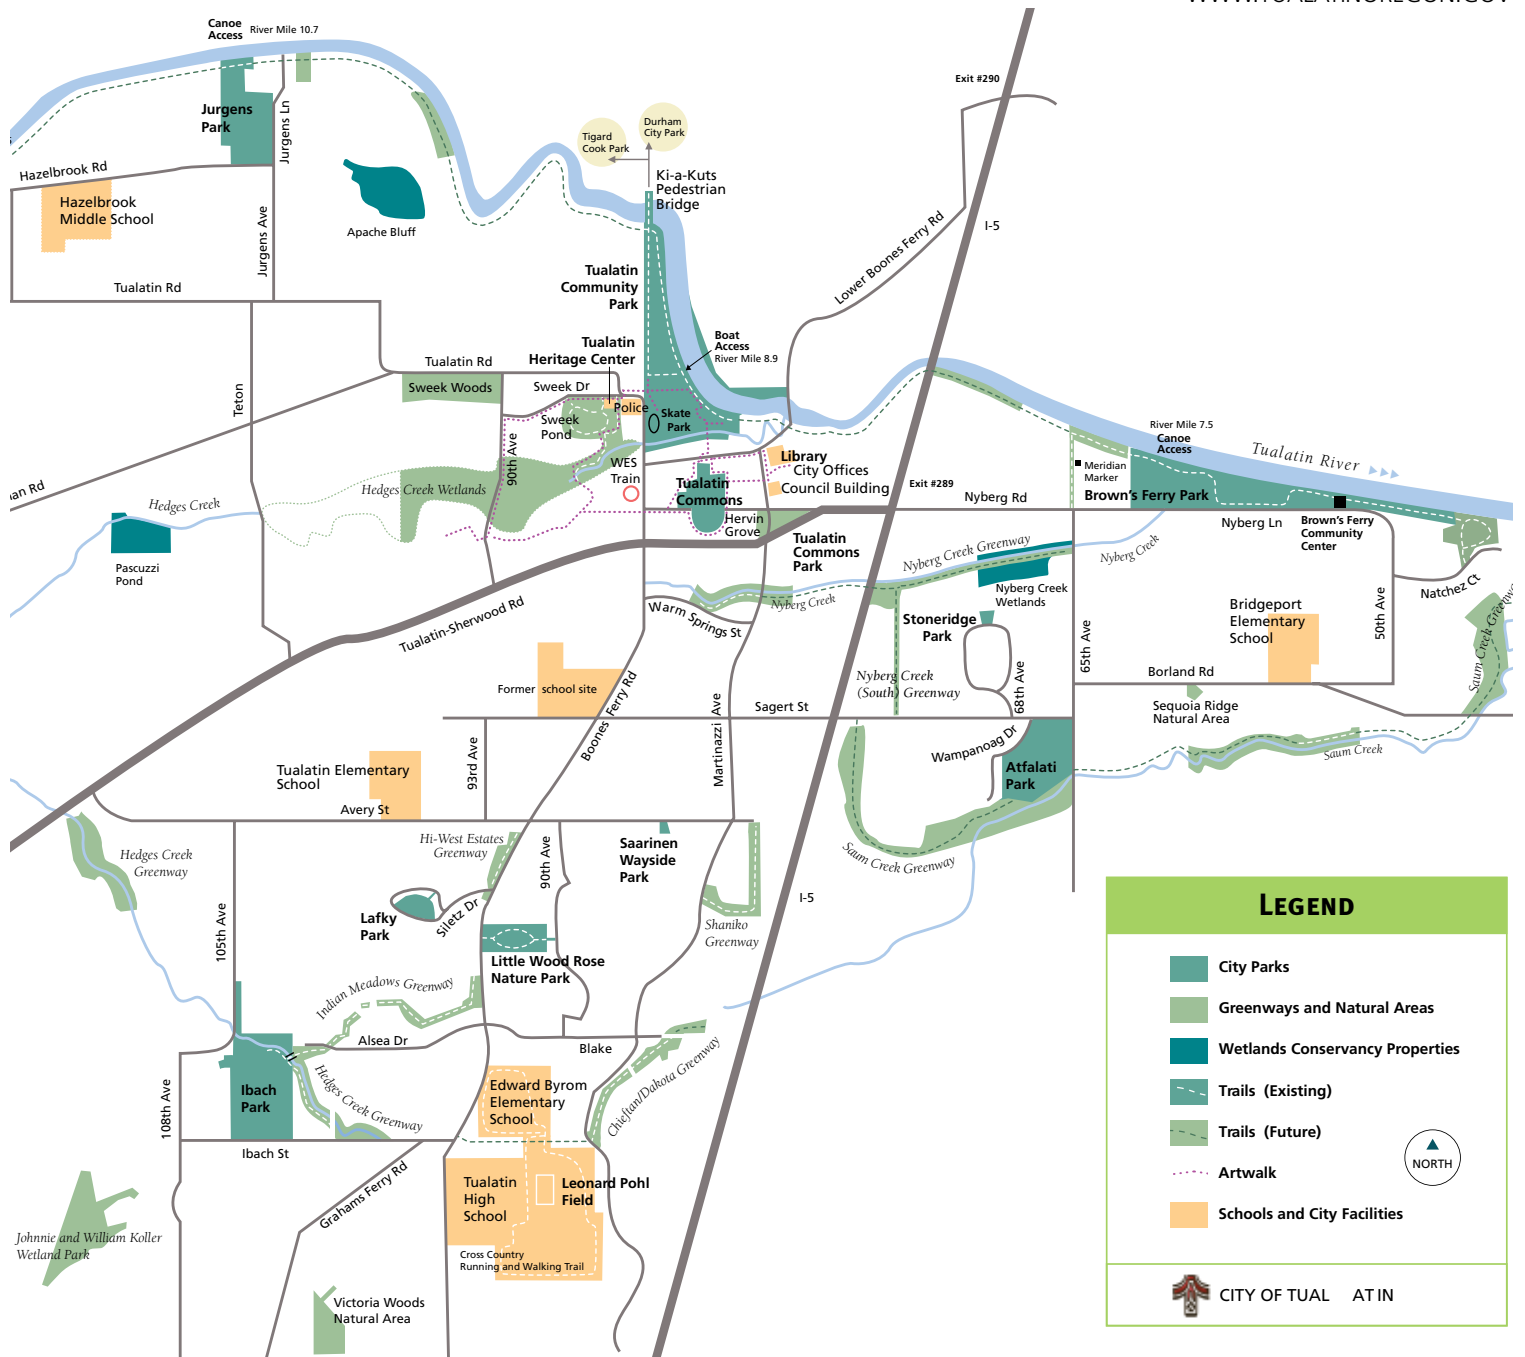 Canoe
Access
River Mile 10.7
Jurgens
Park
Jurgens Ln
Hazelbrook Rd
Hazelbrook
Middle School
Jurgens Ave
Tualatin Rd
Apache Bluff
Tigard
Cook Park
Durham
City Park
Ki-a-Kuts
Pedestrian
Bridge
Exit #290
I-5
Lower Boones Ferry Rd
Tualatin
Community
Park
Tualatin
Heritage Center
Boat
Access
River Mile 8.9
Tualatin Rd
Sweek Woods
Sweek Dr
Police
Skate
Park
Sweek
Pond
Teton
90th Ave
WES
Train
Hedges Creek Wetlands
Hedges Creek
Pascuzzi
Pond
Tualatin
Commons
Library
City Offices
Council Building
Hervin
Grove
Tualatin
Commons
Park
Exit #289
Nyberg Rd
River Mile 7.5
Canoe
Access
Tualatin River
Meridian
Marker
Brown's Ferry Park
Nyberg Ln
Brown's Ferry
Community
Center
Natchez Ct
Nyberg Creek Greenway
Nyberg Creek
Nyberg Creek
Wetlands
Nyberg Creek
Warm Springs St
Tualatin-Sherwood Rd
Stoneridge
Park
65th Ave
68th Ave
50th Ave
Bridgeport
Elementary
School
Borland Rd
Saum Creek Greenway
Sequoia Ridge
Natural Area
Saum Creek
Nyberg Creek
(South) Greenway
Former school site
Boones Ferry Rd
Martinazzi Ave
Sagert St
Wampanoag Dr
Atfalati
Park
Saum Creek Greenway
Tualatin Elementary
School
Avery St
93rd Ave
Hedges Creek
Greenway
Hi-West Estates
Greenway
90th Ave
Saarinen
Wayside
Park
Shaniko
Greenway
I-5
105th Ave
Lafky
Park
Siletz Dr
Little Wood Rose
Nature Park
Indian Meadows Greenway
Alsea Dr
Blake
Chieftan/Dakota Greenway
Ibach
Park
Hedges Creek Greenway
108th Ave
Ibach St
Edward Byrom
Elementary
School
Tualatin
High
School
Leonard Pohl
Field
Cross Country
Running and Walking Trail
Grahams Ferry Rd
Johnnie and William Koller
Wetland Park
Victoria Woods
Natural Area
LEGEND
City Parks
Greenways and Natural Areas
Wetlands Conservancy Properties
Trails (Existing)
Trails (Future)
Artwalk
Schools and City Facilities
NORTH
CITY OF TUAL ATIN